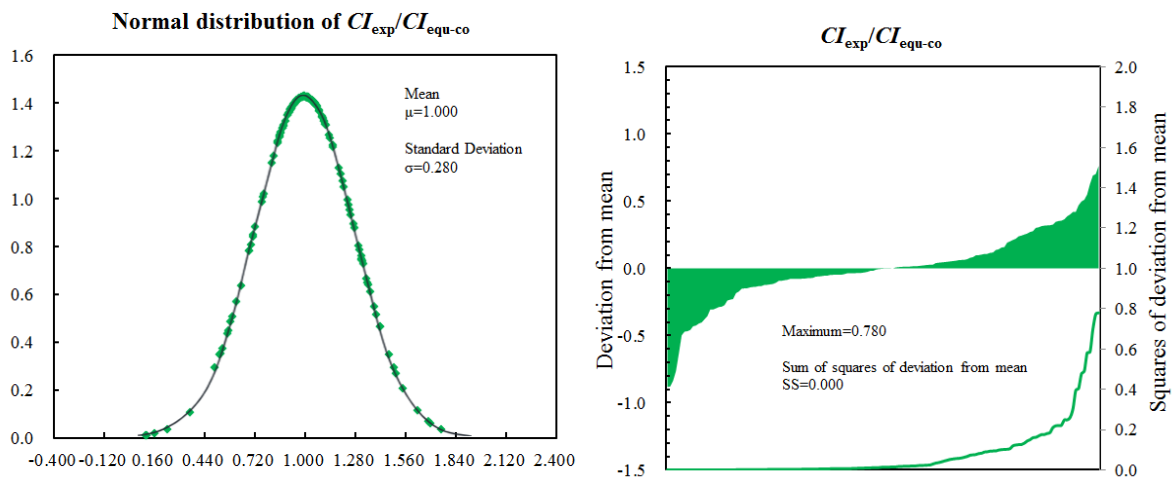 Normal distribution of CIexp/CIequ-co
1.6
1.4
1.2
1.0
0.8
0.6
0.4
0.2
0.0
-0.400 -0.120 0.160 0.440 0.720 1.000 1.280 1.560 1.840 2.120 2.400
Mean
μ=1.000
Standard Deviation
σ=0.280
CIexp/CIequ-co
Deviation from mean
1.5
1.0
0.5
0.0
-0.5
-1.0
-1.5
Maximum=0.780
Sum of squares of deviation from mean
SS=0.000
2.0
1.8
1.6
1.4
1.2
1.0
0.8
0.6
0.4
0.2
0.0
Squares of deviation from mean